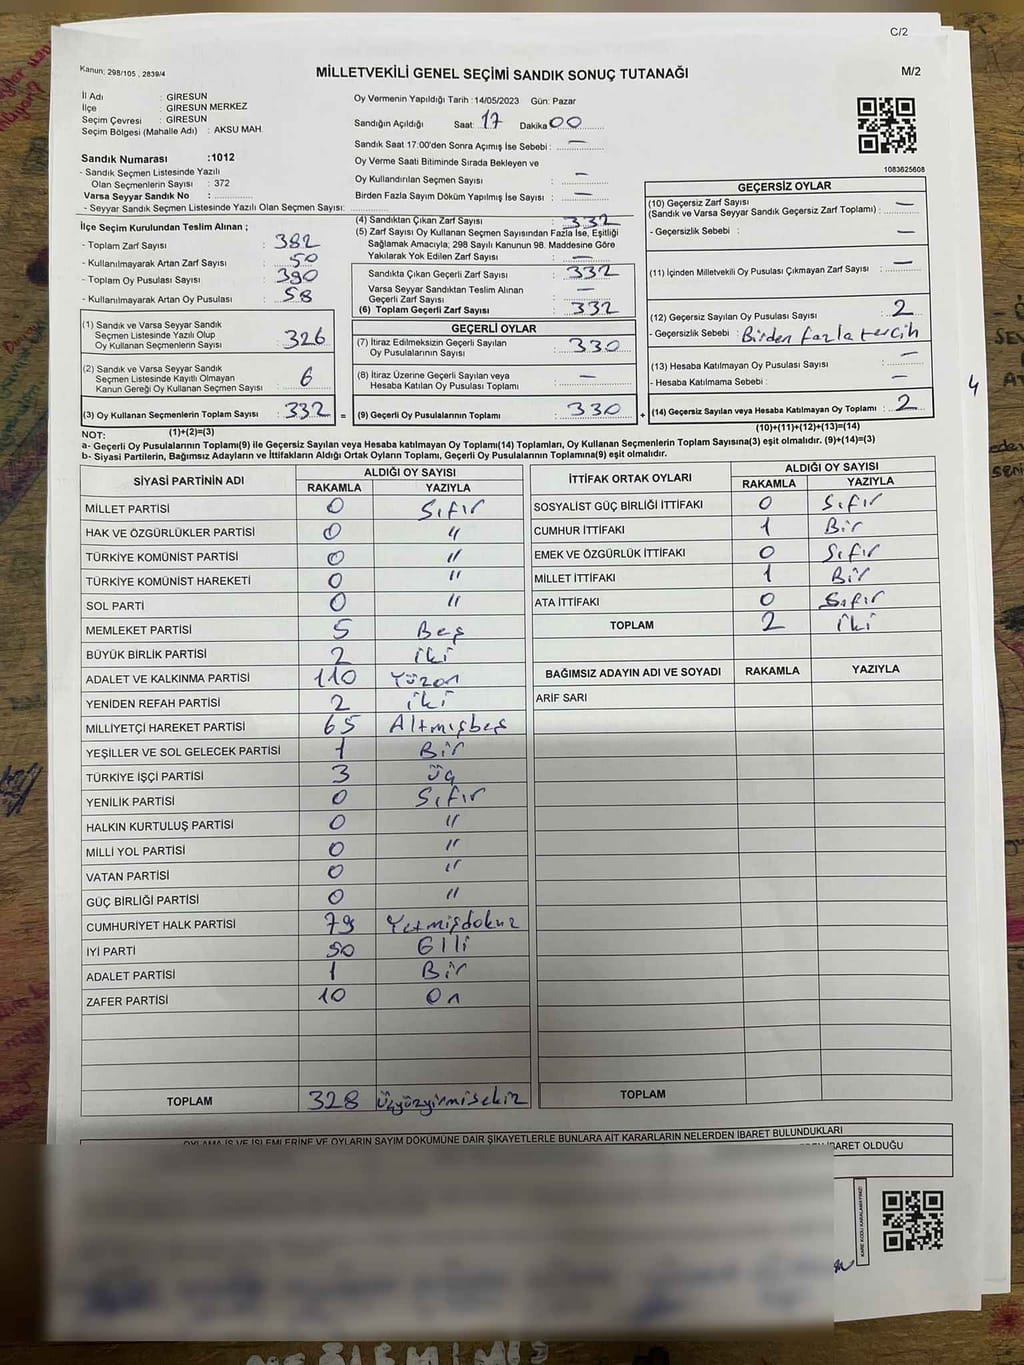 C/2
Kanun: 298/105 , 2839/4
MİLLETVEKİLİ GENEL SEÇİMİ SANDIK SONUÇ TUTANAĞI
M/2
İl Adı : GİRESUN
İlçe : GİRESUN MERKEZ
Seçim Çevresi : GİRESUN
Seçim Bölgesi (Mahalle Adı) : AKSU MAH.
Sandık Numarası :1012
- Sandık Seçmen Listesinde Yazılı
Olan Seçmenlerin Sayısı : 372
Varsa Seyyar Sandık No :
- Seyyar Sandık Seçmen Listesinde Yazılı Olan Seçmen Sayısı:
Oy Vermenin Yapıldığı Tarih :14/05/2023 Gün: Pazar
Sandığın Açıldığı Saat: 17 Dakika 00
Sandık Saat 17:00'den Sonra Açımış İse Sebebi : —
Oy Verme Saati Bitiminde Sırada Bekleyen ve
Oy Kullandırılan Seçmen Sayısı : —
Birden Fazla Sayım Döküm Yapılmış İse Sayısı : —
1083625608
İlçe Seçim Kurulundan Teslim Alınan ;
- Toplam Zarf Sayısı : 382
- Kullanılmayarak Artan Zarf Sayısı : 50
- Toplam Oy Pusulası Sayısı : 390
- Kullanılmayarak Artan Oy Pusulası : 58
(1) Sandık ve Varsa Seyyar Sandık
Seçmen Listesinde Yazılı Olup
Oy Kullanan Seçmenlerin Sayısı : 326
(2) Sandık ve Varsa Seyyar Sandık
Seçmen Listesinde Kayıtlı Olmayan
Kanun Gereği Oy Kullanan Seçmen Sayısı : 6
(3) Oy Kullanan Seçmenlerin Toplam Sayısı : 332 =
(1)+(2)=(3)
(4) Sandıktan Çıkan Zarf Sayısı : 332
(5) Zarf Sayısı Oy Kullanan Seçmen Sayısından Fazla İse, Eşitliği
Sağlamak Amacıyla; 298 Sayılı Kanunun 98. Maddesine Göre
Yakılarak Yok Edilen Zarf Sayısı : —
Sandıkta Çıkan Geçerli Zarf Sayısı : 332
Varsa Seyyar Sandıktan Teslim Alınan
Geçerli Zarf Sayısı : —
(6) Toplam Geçerli Zarf Sayısı : 332
GEÇERLİ OYLAR
(7) İtiraz Edilmeksizin Geçerli Sayılan
Oy Pusulalarının Sayısı : 330
(8) İtiraz Üzerine Geçerli Sayılan veya
Hesaba Katılan Oy Pusulası Toplamı : —
(9) Geçerli Oy Pusulalarının Toplamı : 330 +
GEÇERSİZ OYLAR
(10) Geçersiz Zarf Sayısı
(Sandık ve Varsa Seyyar Sandık Geçersiz Zarf Toplamı) : —
- Geçersizlik Sebebi : —
(11) İçinden Milletvekili Oy Pusulası Çıkmayan Zarf Sayısı : —
(12) Geçersiz Sayılan Oy Pusulası Sayısı : 2
- Geçersizlik Sebebi : Birden fazla tercih
(13) Hesaba Katılmayan Oy Pusulası Sayısı : —
- Hesaba Katılmama Sebebi : —
(14) Geçersiz Sayılan veya Hesaba Katılmayan Oy Toplamı : 2
(10)+(11)+(12)+(13)=(14)
4
NOT:
a- Geçerli Oy Pusulalarının Toplamı(9) ile Geçersiz Sayılan veya Hesaba katılmayan Oy Toplamı(14) Toplamları, Oy Kullanan Seçmenlerin Toplam Sayısına(3) eşit olmalıdır. (9)+(14)=(3)
b- Siyasi Partilerin, Bağımsız Adayların ve İttifakların Aldığı Ortak Oyların Toplamı, Geçerli Oy Pusulalarının Toplamına(9) eşit olmalıdır.
SİYASİ PARTİNİN ADI ALDIĞI OY SAYISI
RAKAMLA YAZIYLA
MİLLET PARTİSİ 0 Sıfır
HAK VE ÖZGÜRLÜKLER PARTİSİ 0 "
TÜRKİYE KOMÜNİST PARTİSİ 0 "
TÜRKİYE KOMÜNİST HAREKETİ 0 "
SOL PARTİ 0 "
MEMLEKET PARTİSİ 5 Beş
BÜYÜK BİRLİK PARTİSİ 2 iki
ADALET VE KALKINMA PARTİSİ 110 Yüzon
YENİDEN REFAH PARTİSİ 2 iki
MİLLİYETÇİ HAREKET PARTİSİ 65 Altmışbeş
YEŞİLLER VE SOL GELECEK PARTİSİ 1 Bir
TÜRKİYE İŞÇİ PARTİSİ 3 üç
YENİLİK PARTİSİ 0 Sıfır
HALKIN KURTULUŞ PARTİSİ 0 "
MİLLİ YOL PARTİSİ 0 "
VATAN PARTİSİ 0 "
GÜÇ BİRLİĞİ PARTİSİ 0 "
CUMHURİYET HALK PARTİSİ 79 Yetmişdokuz
İYİ PARTİ 50 Elli
ADALET PARTİSİ 1 Bir
ZAFER PARTİSİ 10 On
TOPLAM 328 üçyüzyirmisekiz
İTTİFAK ORTAK OYLARI ALDIĞI OY SAYISI
RAKAMLA YAZIYLA
SOSYALİST GÜÇ BİRLİĞİ İTTİFAKI 0 Sıfır
CUMHUR İTTİFAKI 1 Bir
EMEK VE ÖZGÜRLÜK İTTİFAKI 0 Sıfır
MİLLET İTTİFAKI 1 Bir
ATA İTTİFAKI 0 Sıfır
TOPLAM 2 iki
BAĞIMSIZ ADAYIN ADI VE SOYADI RAKAMLA YAZIYLA
ARİF SARI
TOPLAM
OYLAMA İŞ VE İŞLEMLERİNE VE OYLARIN SAYIM DÖKÜMÜNE DAİR ŞİKAYETLERLE BUNLARA AİT KARARLARIN NELERDEN İBARET BULUNDUKLARI
İBARET OLDUĞU
KARE KODU KARALAMAYINIZ!